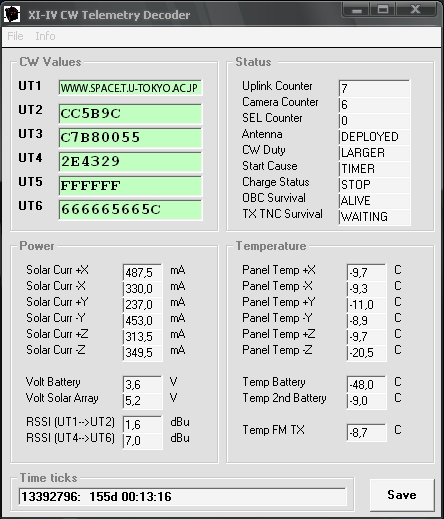 XI-IV CW Telemetry Decoder
File Info
CW Values
UT1 WWW.SPACE.T.U-TOKYO.AC.JP
UT2 CC5B9C
UT3 C7B80055
UT4 2E4329
UT5 FFFFFF
UT6 666665665C
Status
Uplink Counter 7
Camera Counter 6
SEL Counter 0
Antenna DEPLOYED
CW Duty LARGER
Start Cause TIMER
Charge Status STOP
OBC Survival ALIVE
TX TNC Survival WAITING
Power
Solar Curr +X 487,5 mA
Solar Curr -X 330,0 mA
Solar Curr +Y 237,0 mA
Solar Curr -Y 453,0 mA
Solar Curr +Z 313,5 mA
Solar Curr -Z 349,5 mA
Volt Battery 3,6 V
Volt Solar Array 5,2 V
RSSI (UT1-->UT2) 1,6 dBu
RSSI (UT4-->UT6) 7,0 dBu
Temperature
Panel Temp +X -9,7 C
Panel Temp -X -9,3 C
Panel Temp +Y -11,0 C
Panel Temp -Y -8,9 C
Panel Temp +Z -9,7 C
Panel Temp -Z -20,5 C
Temp Battery -48,0 C
Temp 2nd Battery -9,0 C
Temp FM TX -8,7 C
Time ticks
13392796: 155d 00:13:16
Save